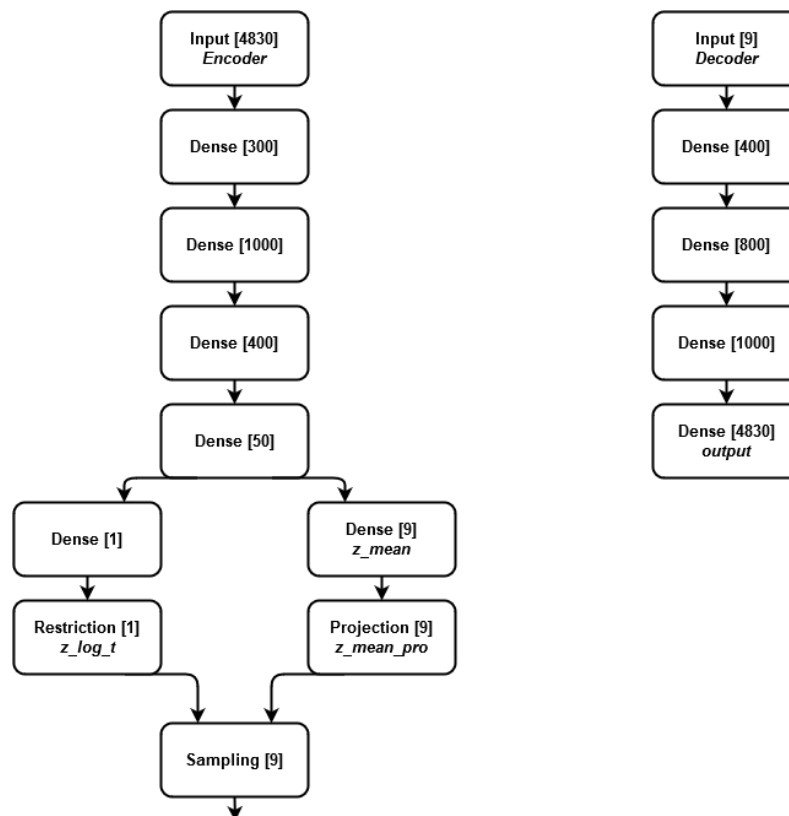 Input [4830]
Encoder
Dense [300]
Dense [1000]
Dense [400]
Dense [50]
Dense [1]
Dense [9]
z_mean
Restriction [1]
z_log_t
Projection [9]
z_mean_pro
Sampling [9]
Input [9]
Decoder
Dense [400]
Dense [800]
Dense [1000]
Dense [4830]
output